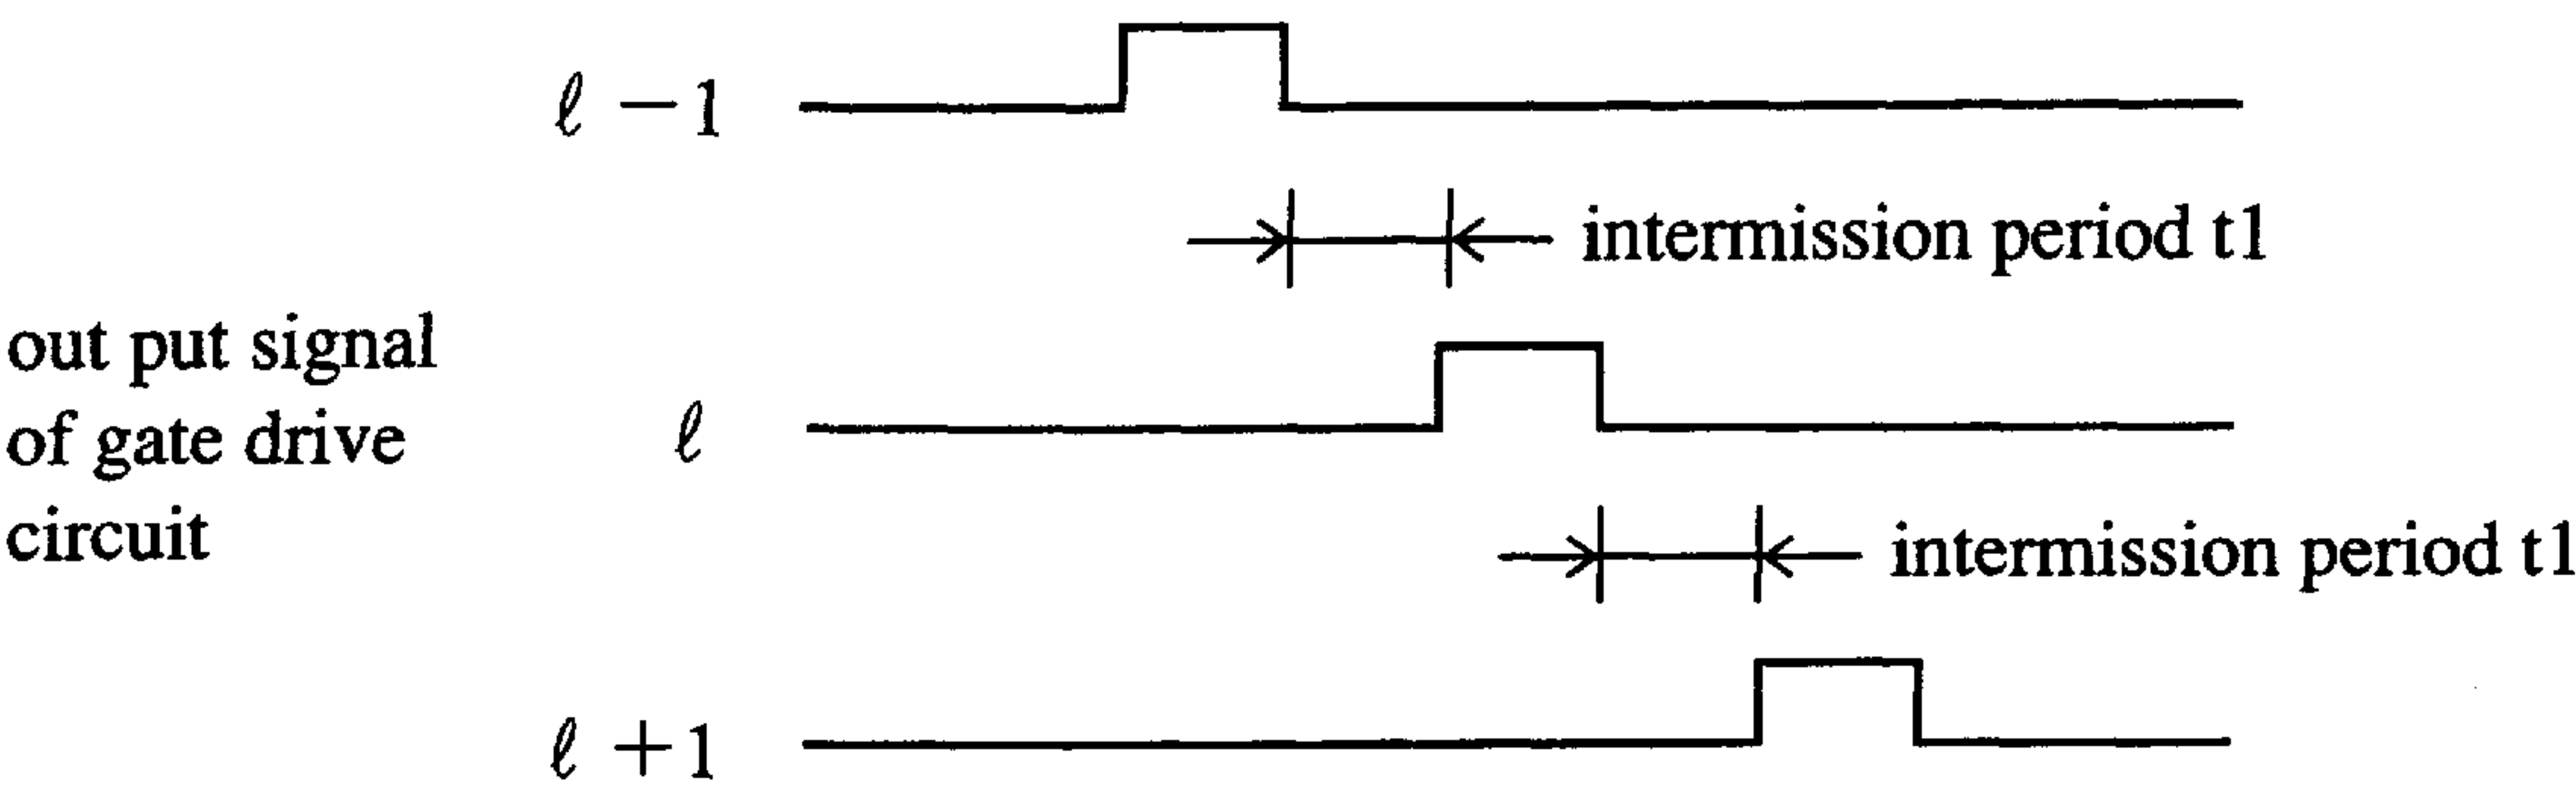 ℓ −1
intermission period t1
out put signal
of gate drive
circuit
ℓ
intermission period t1
ℓ +1